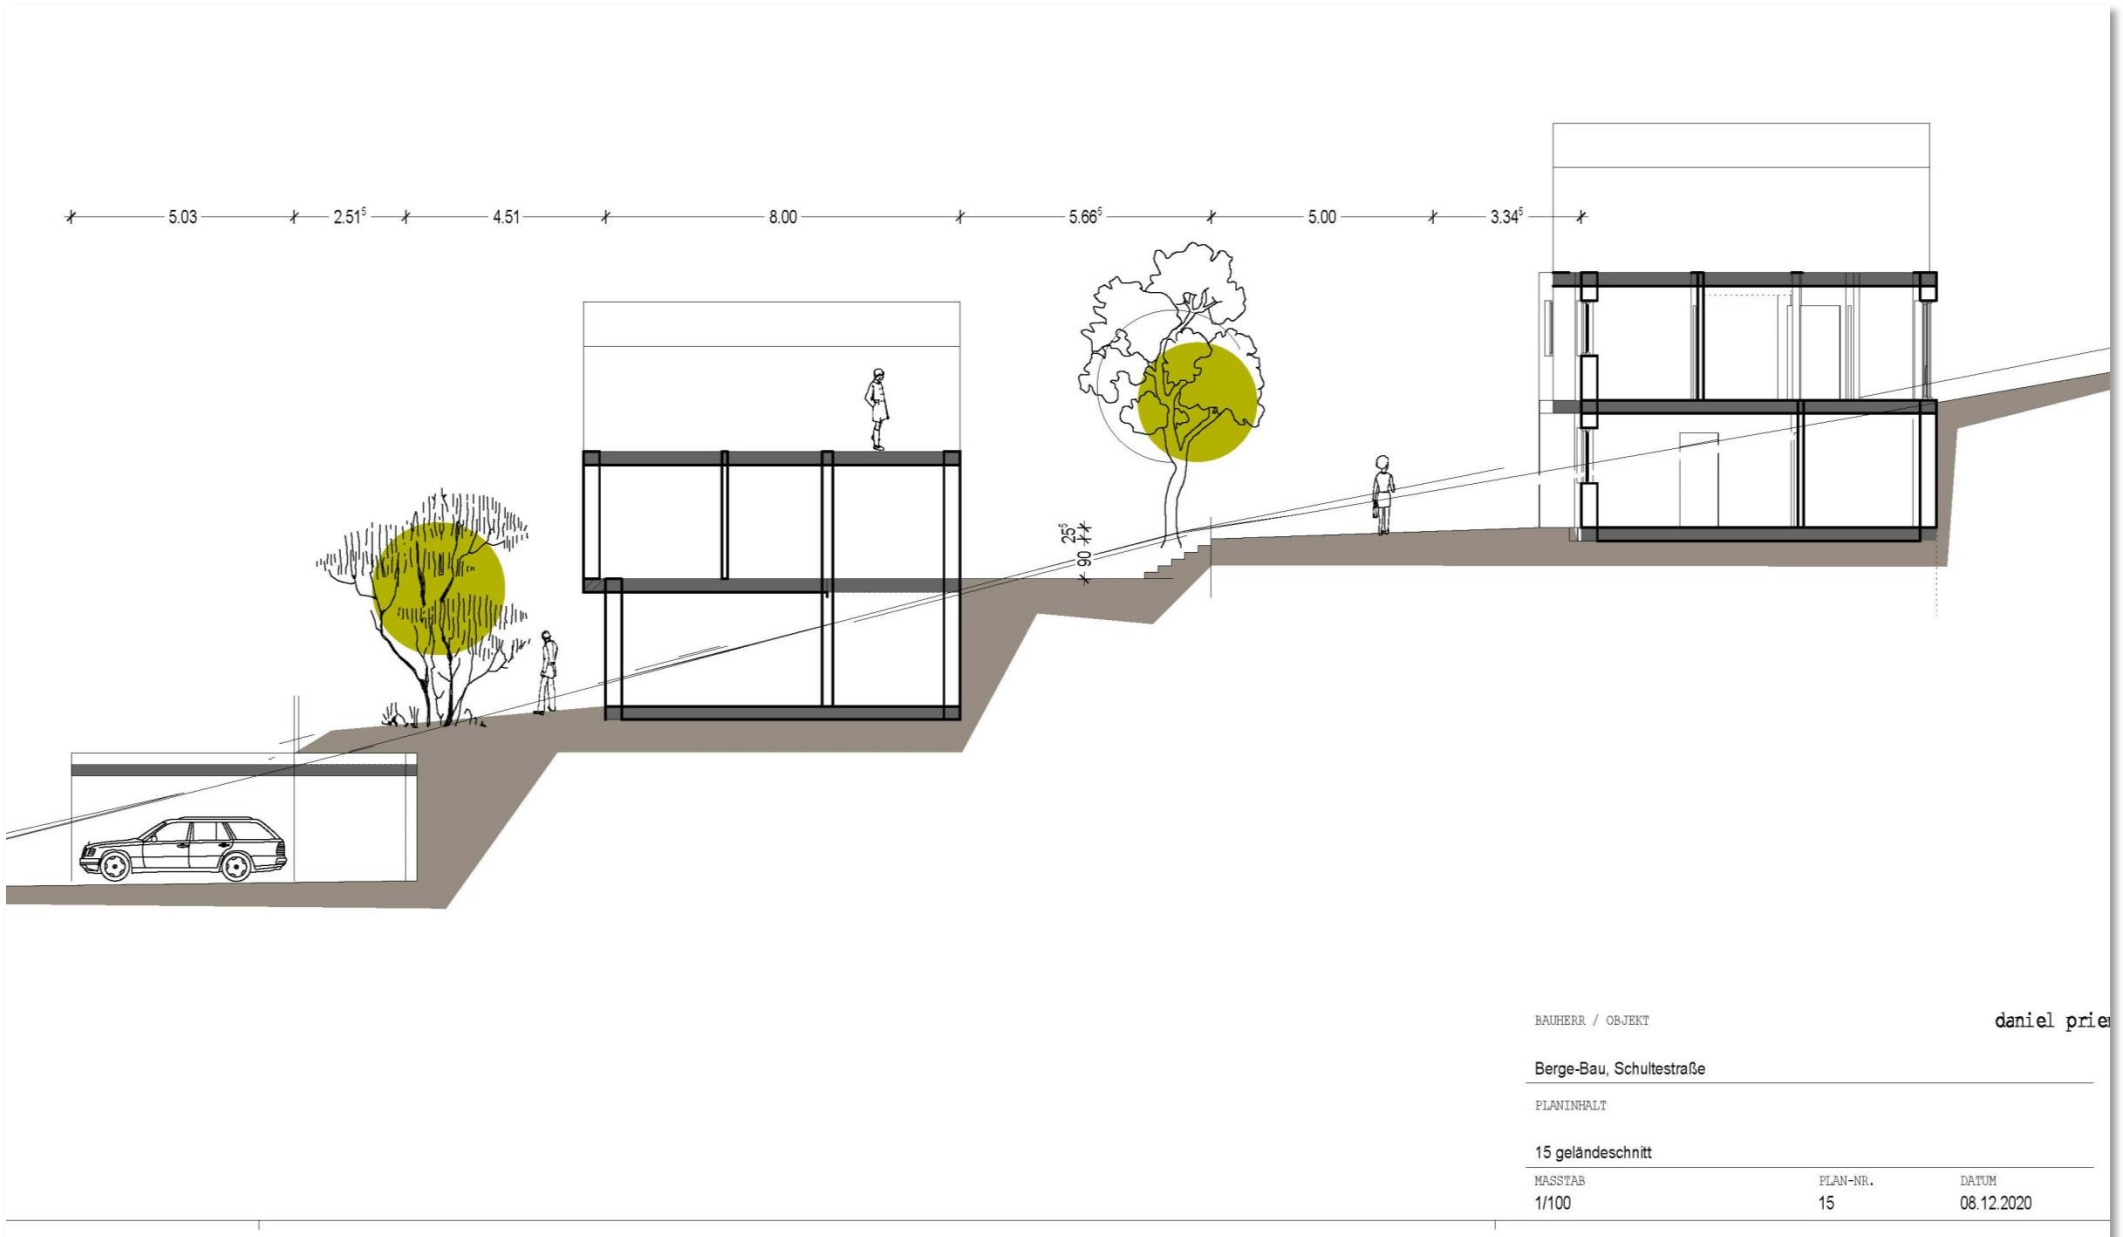 5.03 2.51⁵ 4.51 8.00 5.66⁵ 5.00 3.34⁵
25⁵
90
BAUHERR / OBJEKT
daniel prie
Berge-Bau, Schultestraße
PLANINHALT
15 geländeschnitt
MASSTAB PLAN-NR. DATUM
1/100 15 08.12.2020